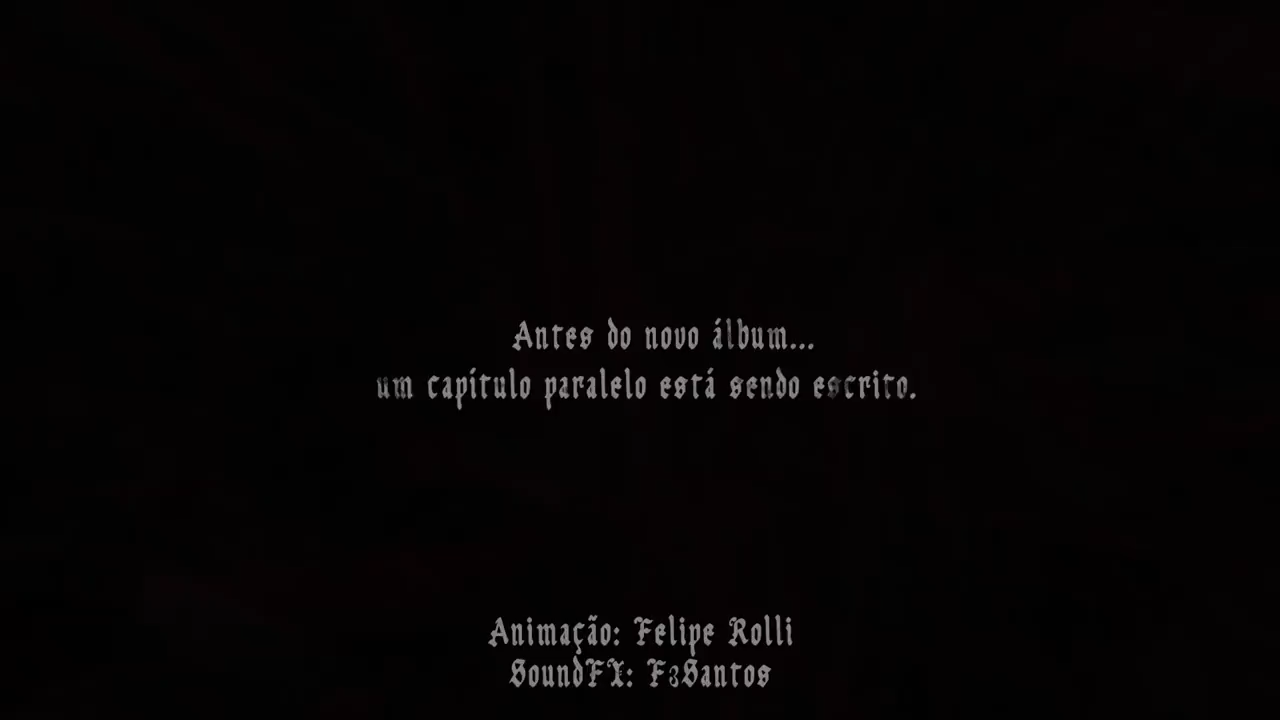 Antes do novo álbum...
um capítulo paralelo está sendo escrito.
Animação: Felipe Rolli
SoundFX: F3Santos